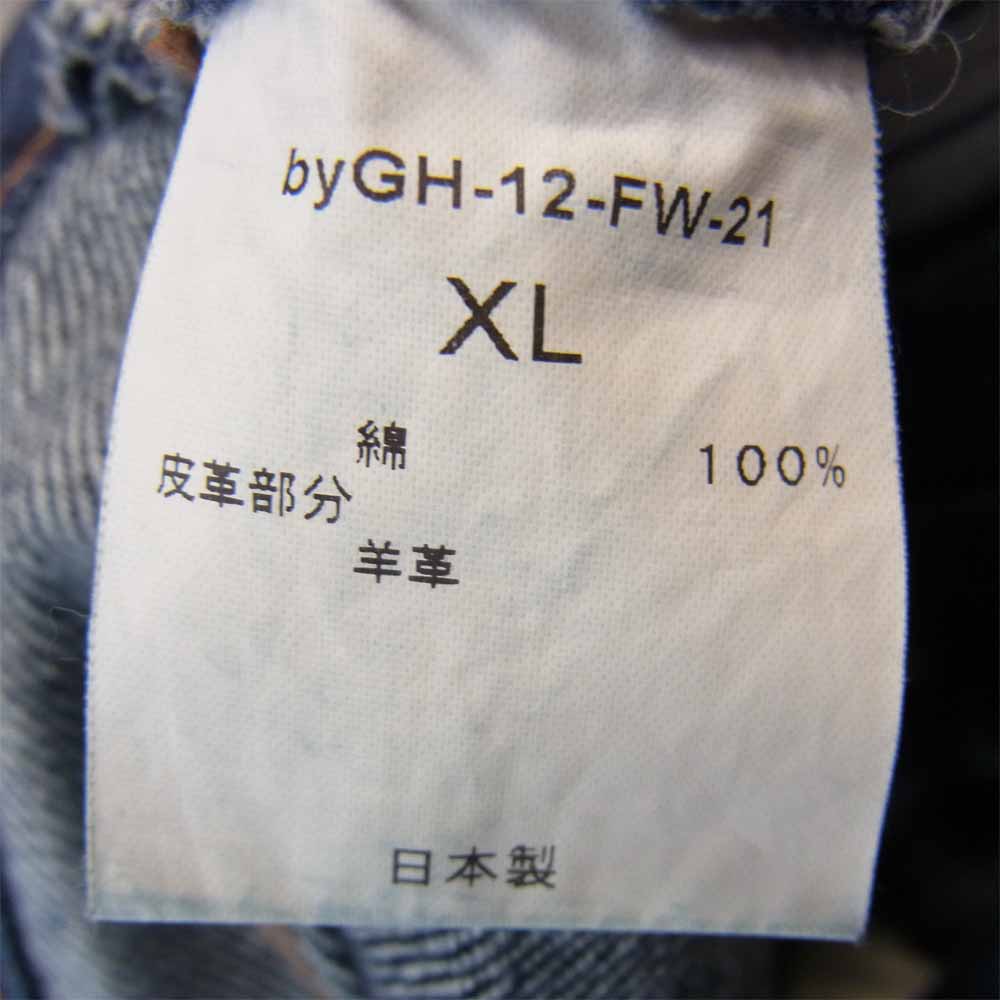 byGH-12-FW-21
XL
綿 100%
皮革部分
羊革
日本製